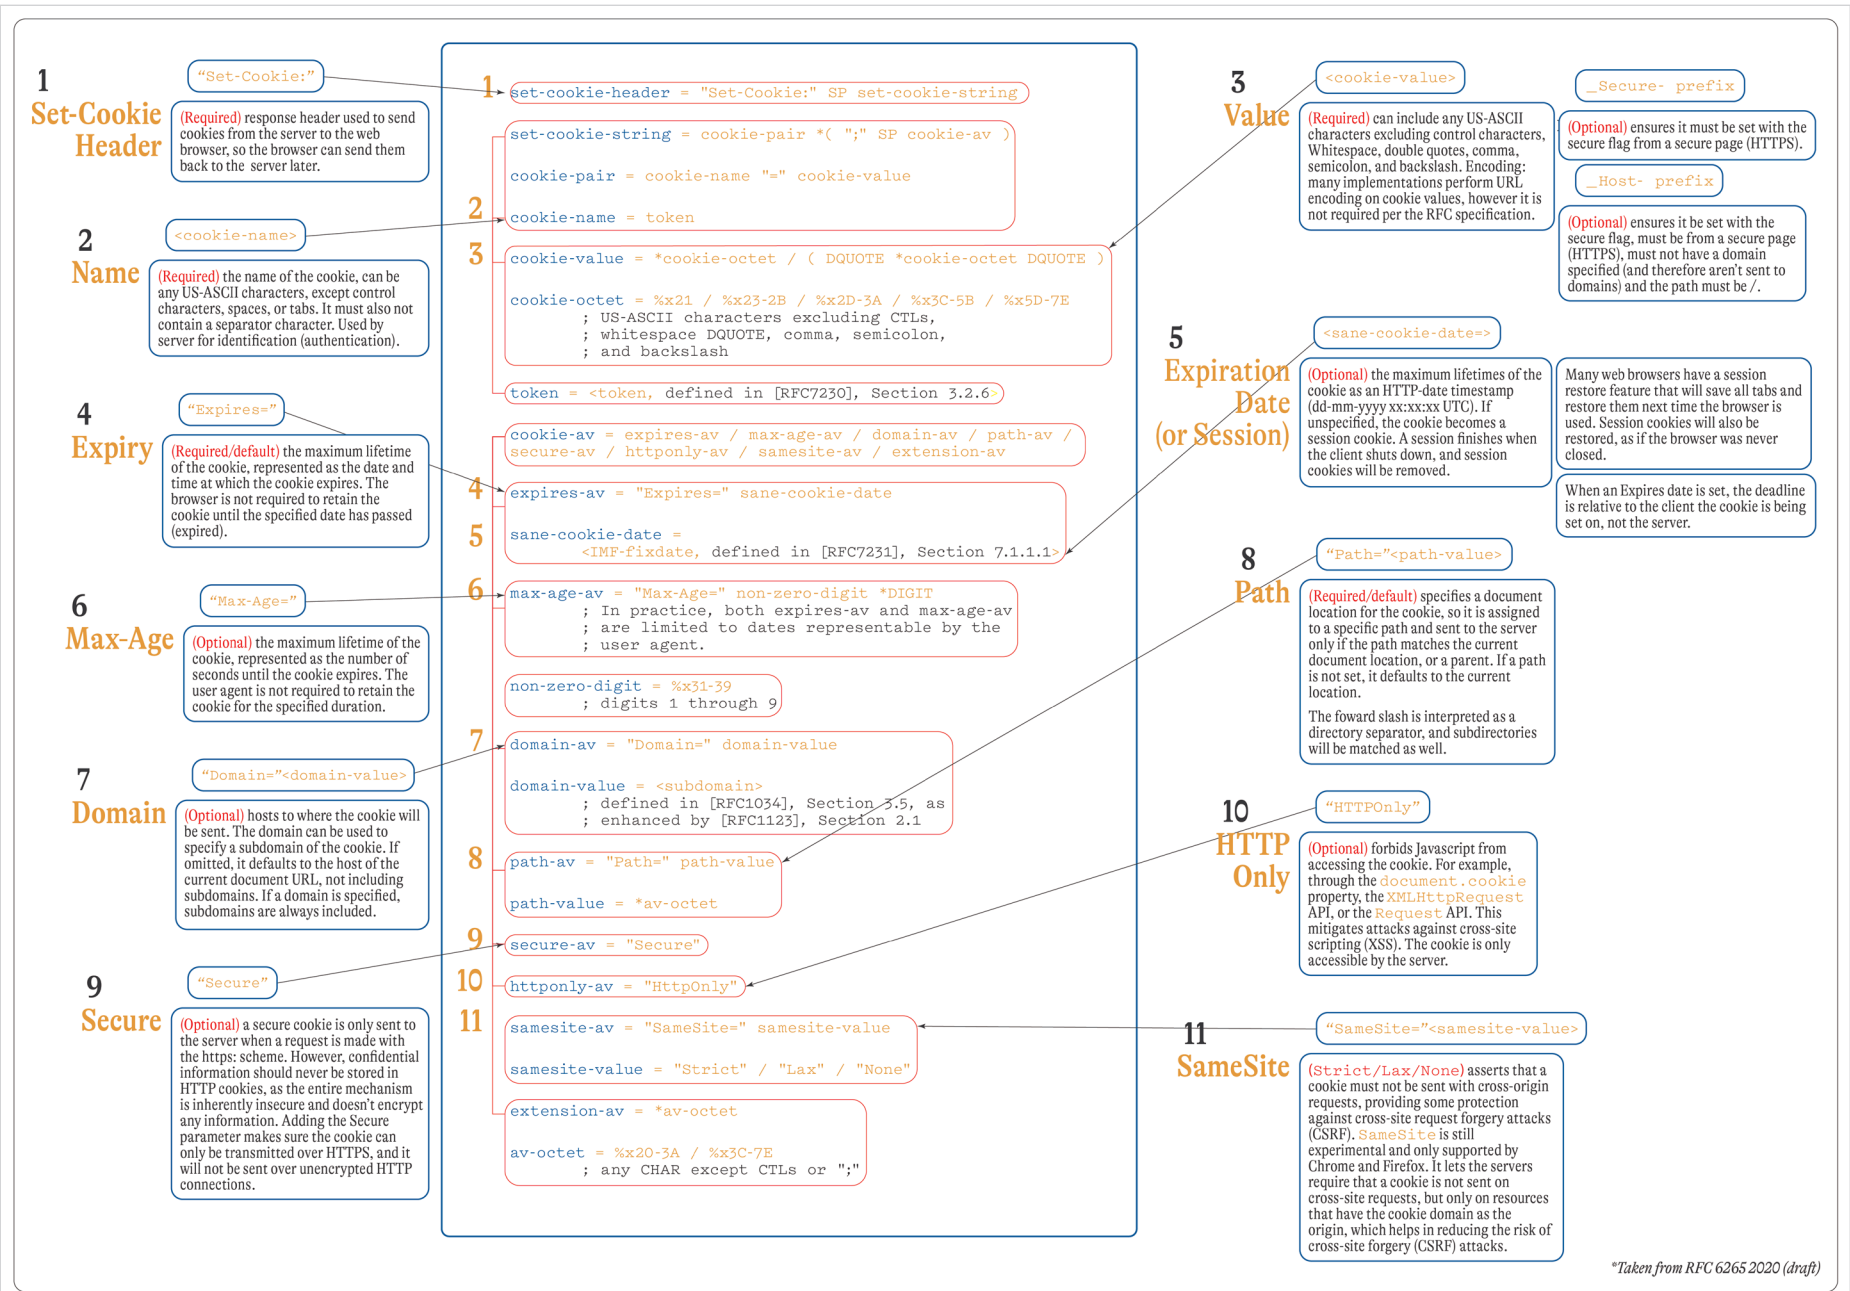 1
Set-Cookie
Header
“Set-Cookie:”
(Required) response header used to send
cookies from the server to the web
browser, so the browser can send them
back to the server later.
2
Name
<cookie-name>
(Required) the name of the cookie, can be
any US-ASCII characters, except control
characters, spaces, or tabs. It must also not
contain a separator character. Used by
server for identification (authentication).
4
Expiry
“Expires=”
(Required/default) the maximum lifetime
of the cookie, represented as the date and
time at which the cookie expires. The
browser is not required to retain the
cookie until the specified date has passed
(expired).
6
Max-Age
“Max-Age=”
(Optional) the maximum lifetime of the
cookie, represented as the number of
seconds until the cookie expires. The
user agent is not required to retain the
cookie for the specified duration.
7
Domain
“Domain=”<domain-value>
(Optional) hosts to where the cookie will
be sent. The domain can be used to
specify a subdomain of the cookie. If
omitted, it defaults to the host of the
current document URL, not including
subdomains. If a domain is specified,
subdomains are always included.
9
Secure
“Secure”
(Optional) a secure cookie is only sent to
the server when a request is made with
the https: scheme. However, confidential
information should never be stored in
HTTP cookies, as the entire mechanism
is inherently insecure and doesn’t encrypt
any information. Adding the Secure
parameter makes sure the cookie can
only be transmitted over HTTPS, and it
will not be sent over unencrypted HTTP
connections.
1
set-cookie-header = "Set-Cookie:" SP set-cookie-string
set-cookie-string = cookie-pair *( ";" SP cookie-av )
cookie-pair = cookie-name "=" cookie-value
2
cookie-name = token
3
cookie-value = *cookie-octet / ( DQUOTE *cookie-octet DQUOTE )
cookie-octet = %x21 / %x23-2B / %x2D-3A / %x3C-5B / %x5D-7E
; US-ASCII characters excluding CTLs,
; whitespace DQUOTE, comma, semicolon,
; and backslash
token = <token, defined in [RFC7230], Section 3.2.6>
cookie-av = expires-av / max-age-av / domain-av / path-av /
secure-av / httponly-av / samesite-av / extension-av
4
expires-av = "Expires=" sane-cookie-date
5
sane-cookie-date =
<IMF-fixdate, defined in [RFC7231], Section 7.1.1.1>
6
max-age-av = "Max-Age=" non-zero-digit *DIGIT
; In practice, both expires-av and max-age-av
; are limited to dates representable by the
; user agent.
non-zero-digit = %x31-39
; digits 1 through 9
7
domain-av = "Domain=" domain-value
domain-value = <subdomain>
; defined in [RFC1034], Section 3.5, as
; enhanced by [RFC1123], Section 2.1
8
path-av = "Path=" path-value
path-value = *av-octet
9
secure-av = "Secure"
10
httponly-av = "HttpOnly"
11
samesite-av = "SameSite=" samesite-value
samesite-value = "Strict" / "Lax" / "None"
extension-av = *av-octet
av-octet = %x20-3A / %x3C-7E
; any CHAR except CTLs or ";"
3
Value
<cookie-value>
(Required) can include any US-ASCII
characters excluding control characters,
Whitespace, double quotes, comma,
semicolon, and backslash. Encoding:
many implementations perform URL
encoding on cookie values, however it is
not required per the RFC specification.
_Secure- prefix
(Optional) ensures it must be set with the
secure flag from a secure page (HTTPS).
_Host- prefix
(Optional) ensures it be set with the
secure flag, must be from a secure page
(HTTPS), must not have a domain
specified (and therefore aren’t sent to
domains) and the path must be /.
5
Expiration
Date
(or Session)
<sane-cookie-date=>
(Optional) the maximum lifetimes of the
cookie as an HTTP-date timestamp
(dd-mm-yyyy xx:xx:xx UTC). If
unspecified, the cookie becomes a
session cookie. A session finishes when
the client shuts down, and session
cookies will be removed.
Many web browsers have a session
restore feature that will save all tabs and
restore them next time the browser is
used. Session cookies will also be
restored, as if the browser was never
closed.
When an Expires date is set, the deadline
is relative to the client the cookie is being
set on, not the server.
8
Path
“Path=”<path-value>
(Required/default) specifies a document
location for the cookie, so it is assigned
to a specific path and sent to the server
only if the path matches the current
document location, or a parent. If a path
is not set, it defaults to the current
location.
The foward slash is interpreted as a
directory separator, and subdirectories
will be matched as well.
10
HTTP
Only
“HTTPOnly”
(Optional) forbids Javascript from
accessing the cookie. For example,
through the document.cookie
property, the XMLHttpRequest
API, or the Request API. This
mitigates attacks against cross-site
scripting (XSS). The cookie is only
accessible by the server.
11
SameSite
“SameSite=”<samesite-value>
(Strict/Lax/None) asserts that a
cookie must not be sent with cross-origin
requests, providing some protection
against cross-site request forgery attacks
(CSRF). SameSite is still
experimental and only supported by
Chrome and Firefox. It lets the servers
require that a cookie is not sent on
cross-site requests, but only on resources
that have the cookie domain as the
origin, which helps in reducing the risk of
cross-site forgery (CSRF) attacks.
*Taken from RFC 6265 2020 (draft)